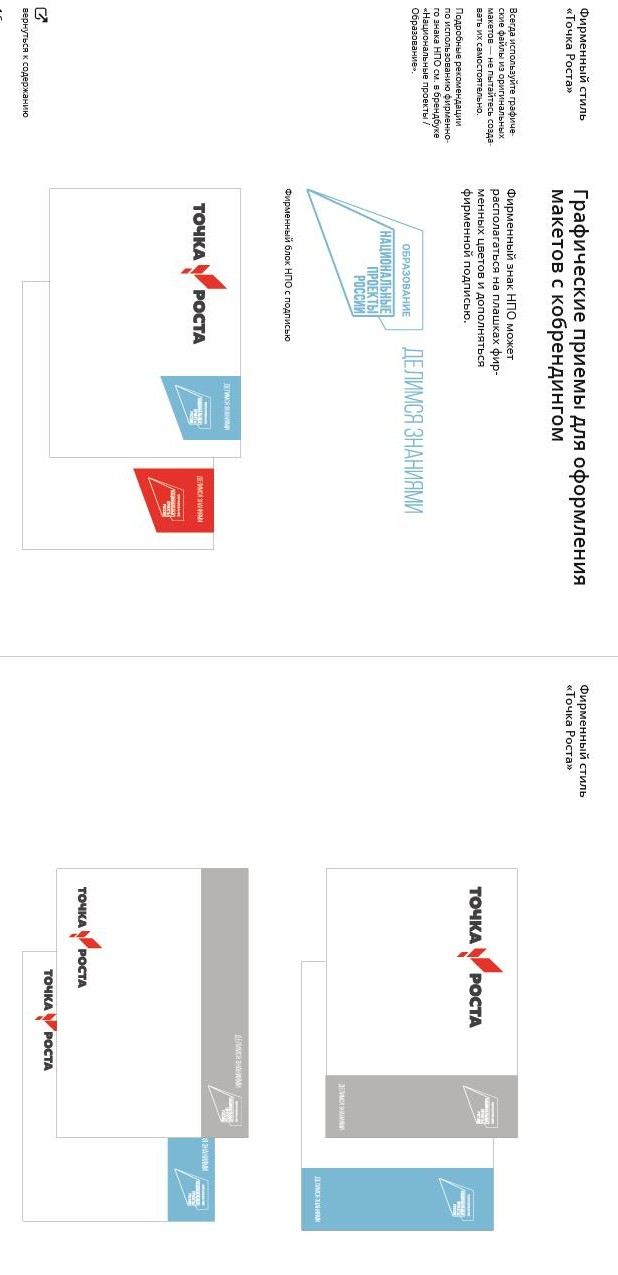 Фирменный стиль
«Точка Роста»
Графические приемы для оформления
макетов с кобрендингом
Всегда используйте графиче-
ские файлы из оригинальных
макетов — не пытайтесь созда-
вать их самостоятельно.
Подробные рекомендации
по использованию фирменно-
го знака НПО см. в брендбуке
«Национальные проекты /
Образование».
Фирменный знак НПО может
располагаться на плашках фир-
менных цветов и дополняться
фирменной подписью.
ОБРАЗОВАНИЕ
НАЦИОНАЛЬНЫЕ
ПРОЕКТЫ
РОССИИ
ДЕЛИМСЯ ЗНАНИЯМИ
Фирменный блок НПО с подписью
ТОЧКА РОСТА
ДЕЛИМСЯ ЗНАНИЯМИ
ДЕЛИМСЯ ЗНАНИЯМИ
вернуться к содержанию
Фирменный стиль
«Точка Роста»
ТОЧКА РОСТА
ДЕЛИМСЯ ЗНАНИЯМИ
ДЕЛИМСЯ ЗНАНИЯМИ
ТОЧКА РОСТА
ДЕЛИМСЯ ЗНАНИЯМИ
ТОЧКА РОСТА
ЗНАНИЯМИ